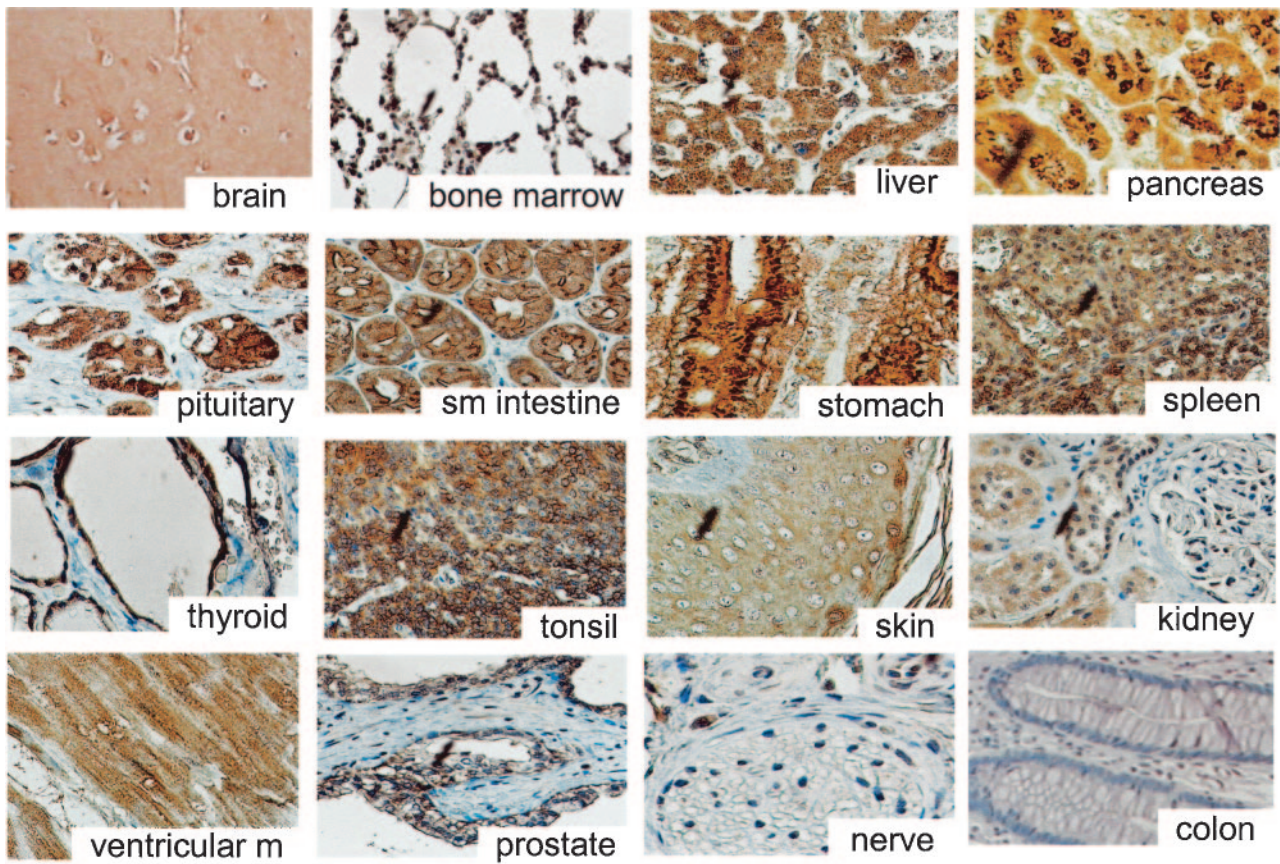 brain
bone marrow
liver
pancreas
pituitary
sm intestine
stomach
spleen
thyroid
tonsil
skin
kidney
ventricular m
prostate
nerve
colon